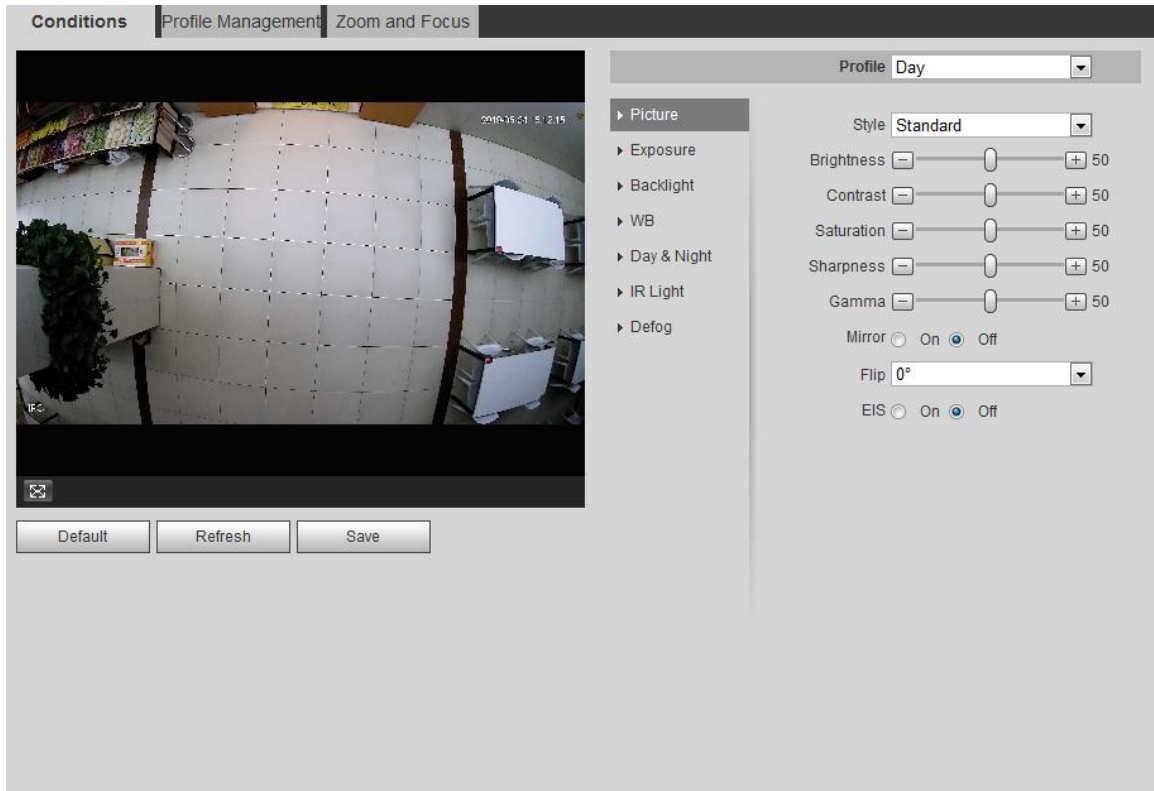 Conditions
Profile Management
Zoom and Focus
Profile Day
Picture
Exposure
Backlight
WB
Day & Night
IR Light
Defog
Style Standard
Brightness 50
Contrast 50
Saturation 50
Sharpness 50
Gamma 50
Mirror On Off
Flip 0°
EIS On Off
Default
Refresh
Save